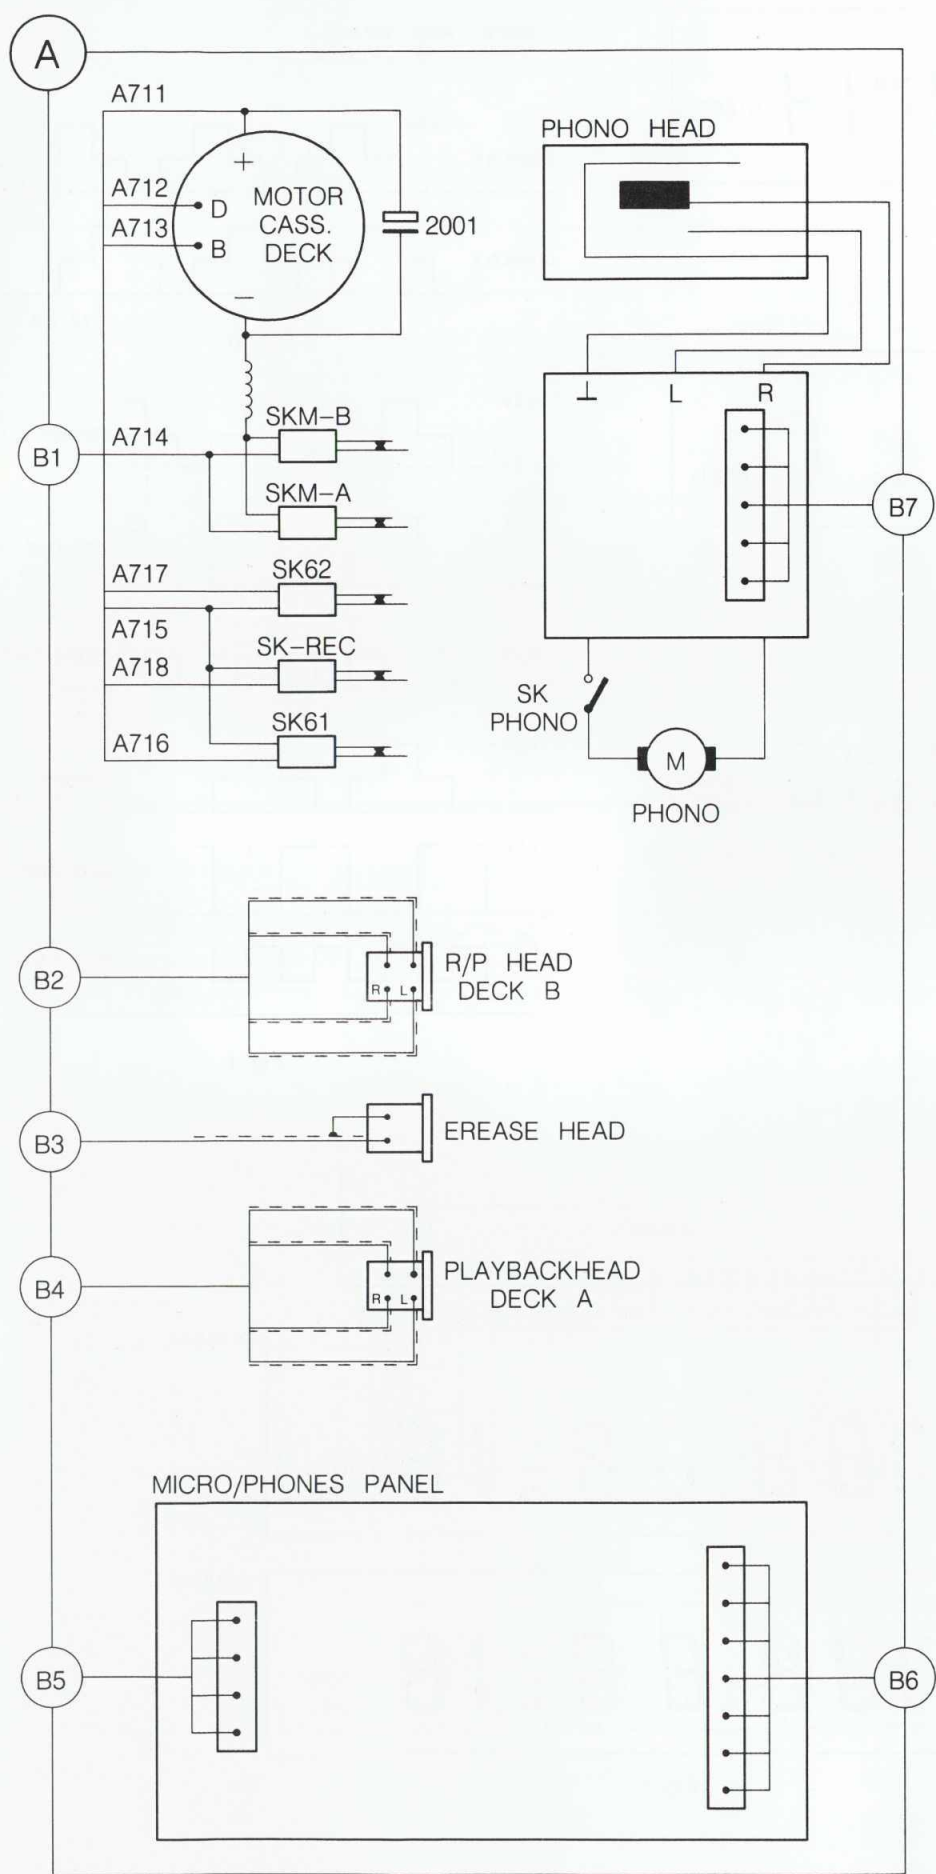 A
A711
PHONO HEAD
+
A712
D
MOTOR
CASS.
DECK
A713
B
2001
−
⊥ L R
SKM-B
A714
B1
SKM-A
B7
A717
SK62
A715
SK-REC
A718
SK
PHONO
SK61
A716
M
PHONO
B2
R/P HEAD
DECK B
R L
B3
EREASE HEAD
B4
PLAYBACKHEAD
DECK A
R L
MICRO/PHONES PANEL
B5
B6